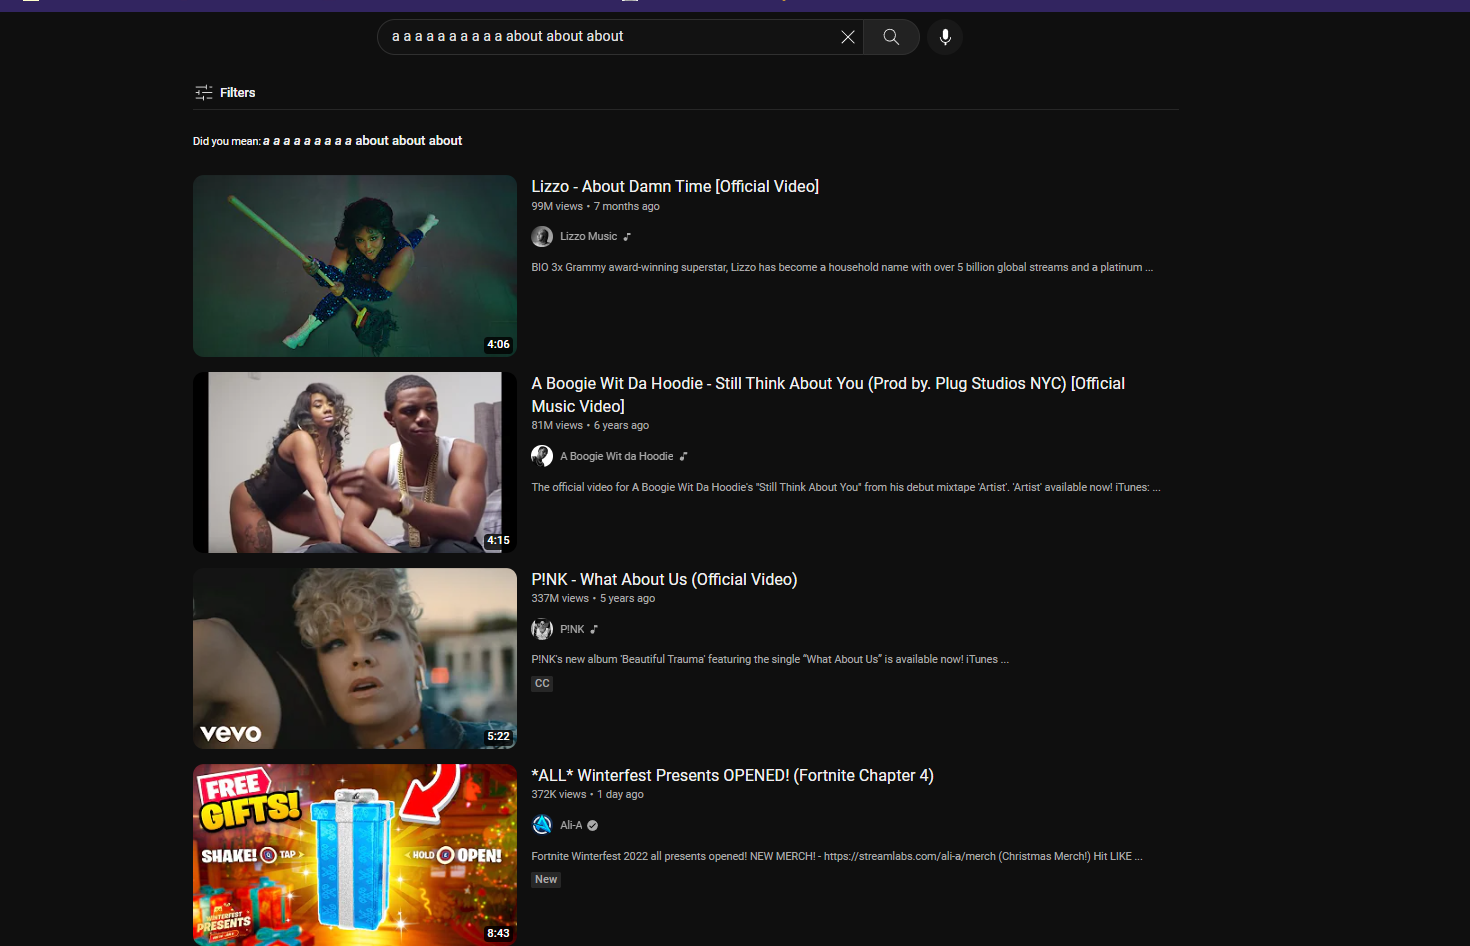 a a a a a a a a a a about about about
Filters
Did you mean: a a a a a a a a a about about about
Lizzo - About Damn Time [Official Video]
99M views • 7 months ago
Lizzo Music
BIO 3x Grammy award-winning superstar, Lizzo has become a household name with over 5 billion global streams and a platinum ...
4:06
A Boogie Wit Da Hoodie - Still Think About You (Prod by. Plug Studios NYC) [Official
Music Video]
81M views • 6 years ago
A Boogie Wit da Hoodie
The official video for A Boogie Wit Da Hoodie's "Still Think About You" from his debut mixtape 'Artist'. 'Artist' available now! iTunes: ...
4:15
P!NK - What About Us (Official Video)
337M views • 5 years ago
P!NK
P!NK's new album 'Beautiful Trauma' featuring the single “What About Us” is available now! iTunes ...
CC
vevo
5:22
*ALL* Winterfest Presents OPENED! (Fortnite Chapter 4)
372K views • 1 day ago
Ali-A
Fortnite Winterfest 2022 all presents opened! NEW MERCH! - https://streamlabs.com/ali-a/merch (Christmas Merch!) Hit LIKE ...
New
FREE
GIFTS!
SHAKE! TAP
HOLD OPEN!
WINTERFEST
PRESENTS
8:43